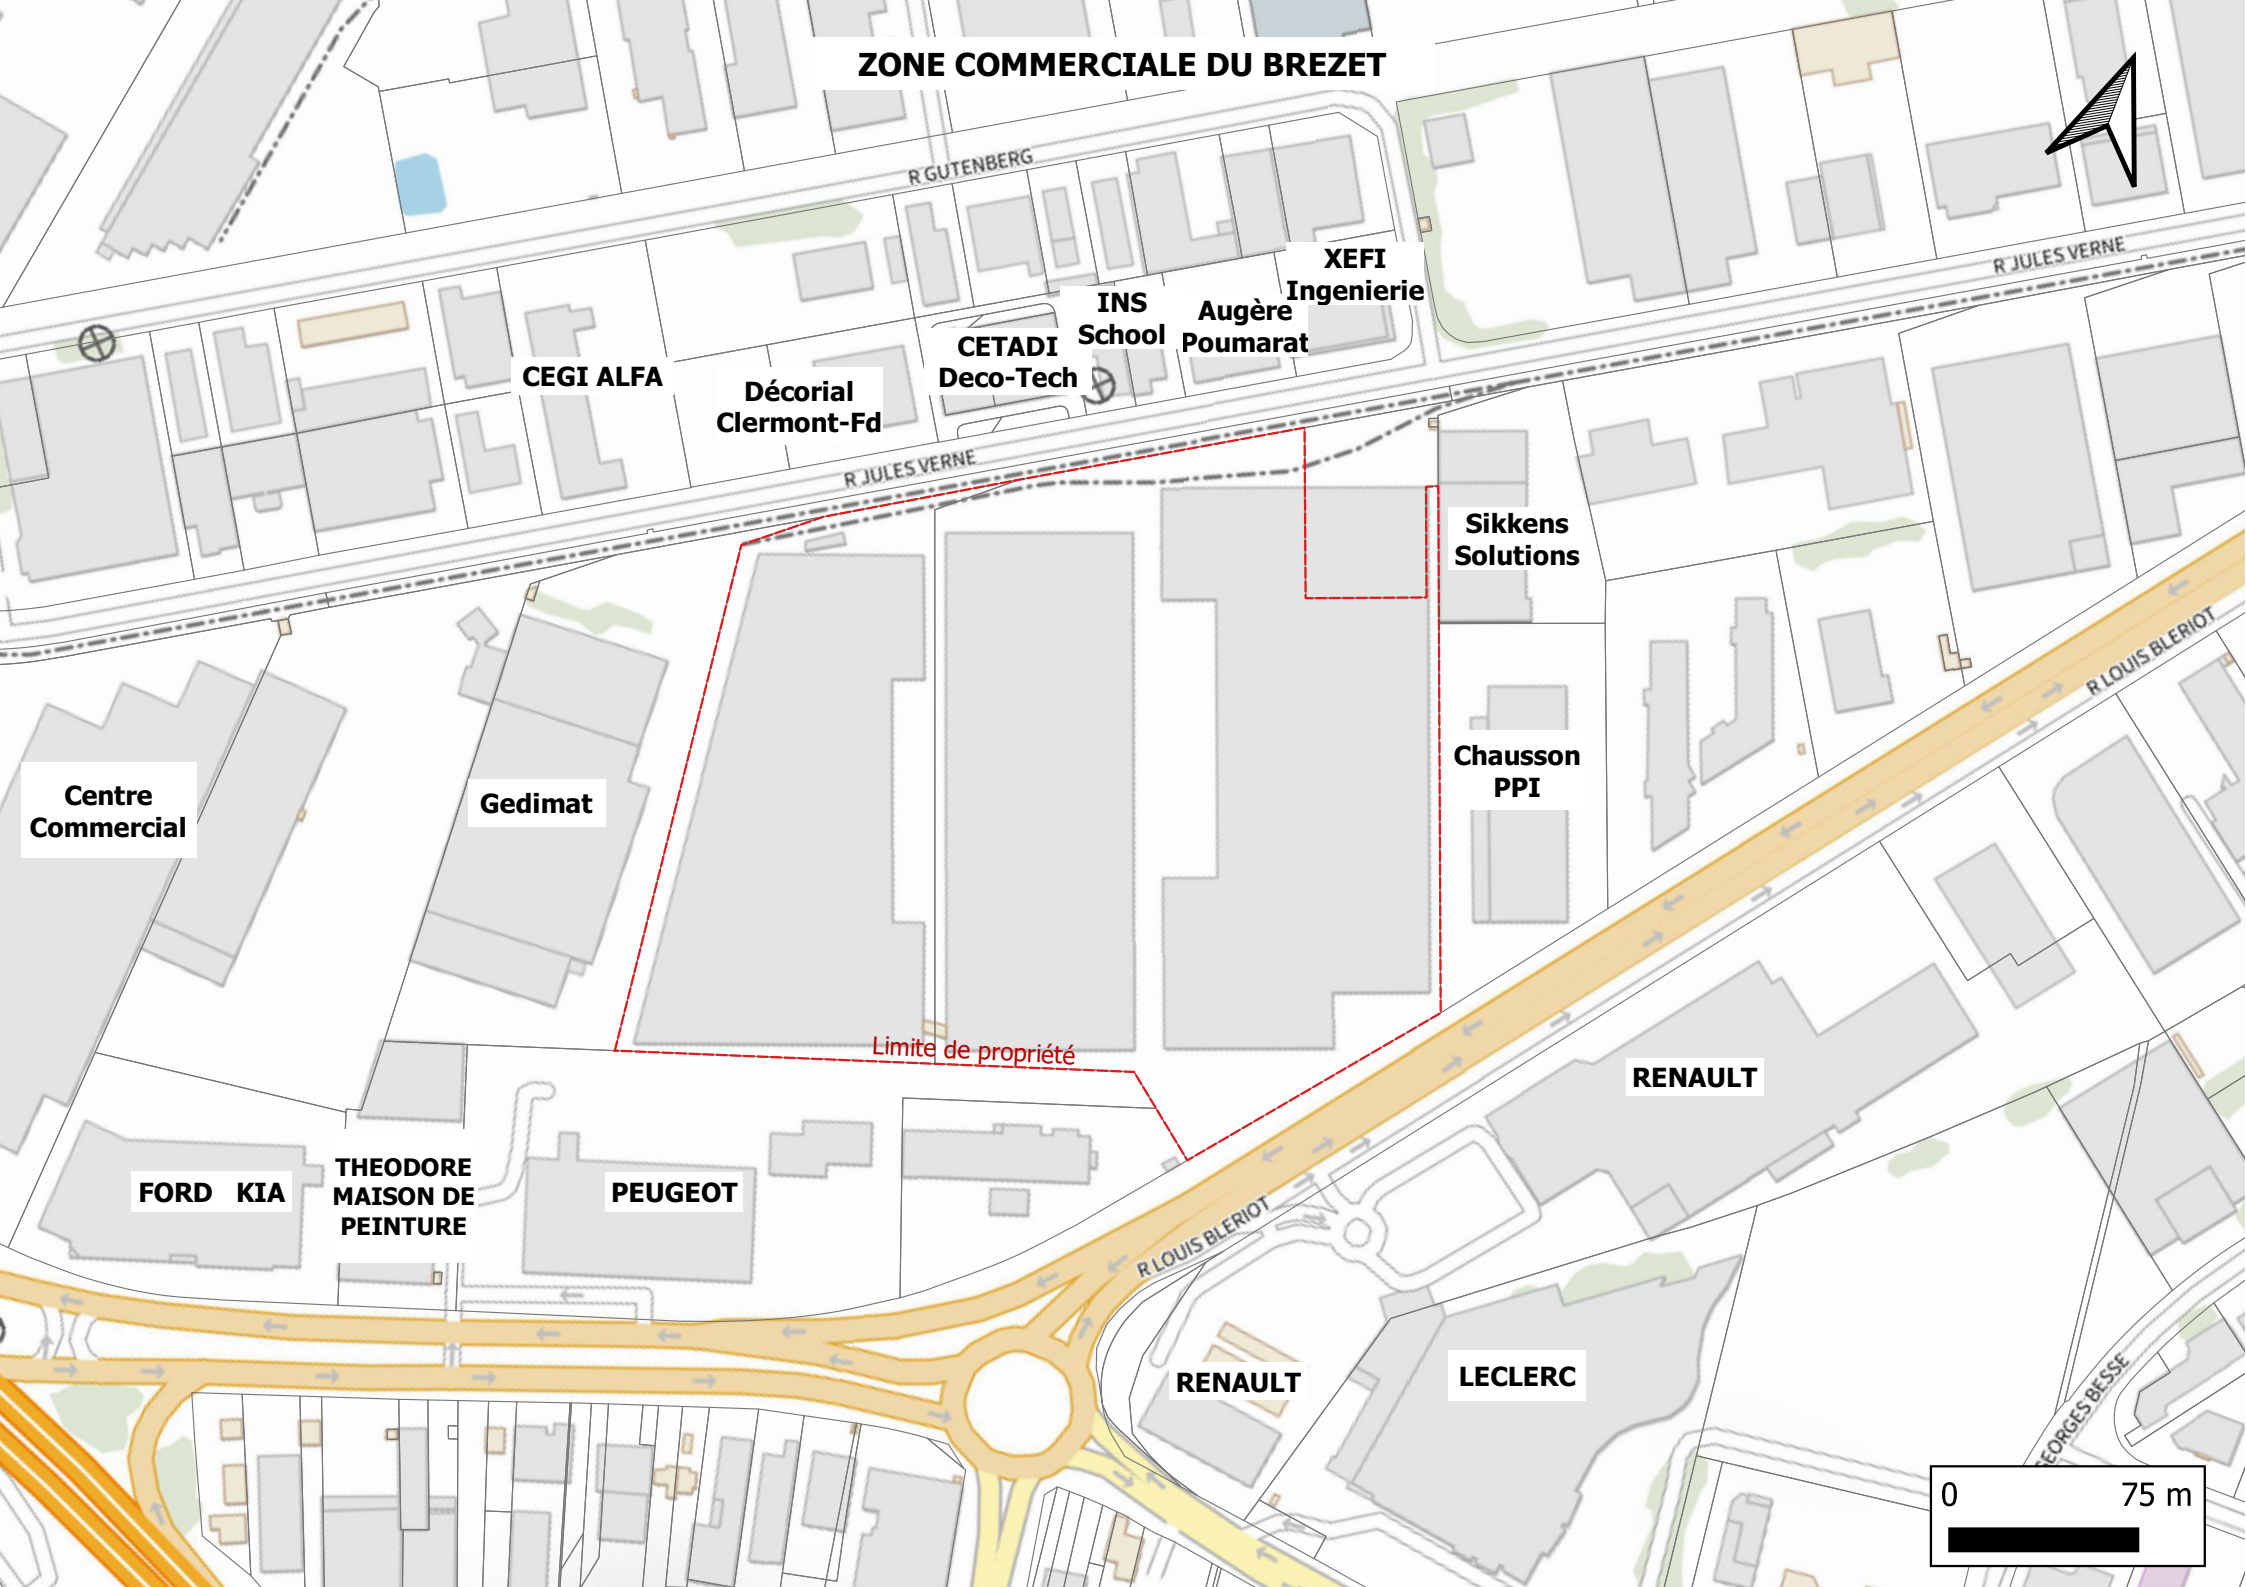 ZONE COMMERCIALE DU BREZET
R GUTENBERG
R JULES VERNE
XEFI
Ingenierie
INS
School
Augère
Poumarat
CETADI
Deco-Tech
CEGI ALFA
Décorial
Clermont-Fd
R JULES VERNE
Sikkens
Solutions
R LOUIS BLERIOT
Chausson
PPI
Centre
Commercial
Gedimat
Limite de propriété
RENAULT
THEODORE
MAISON DE
PEINTURE
FORD KIA
PEUGEOT
R LOUIS BLERIOT
RENAULT
LECLERC
GEORGES BESSE
0 75 m